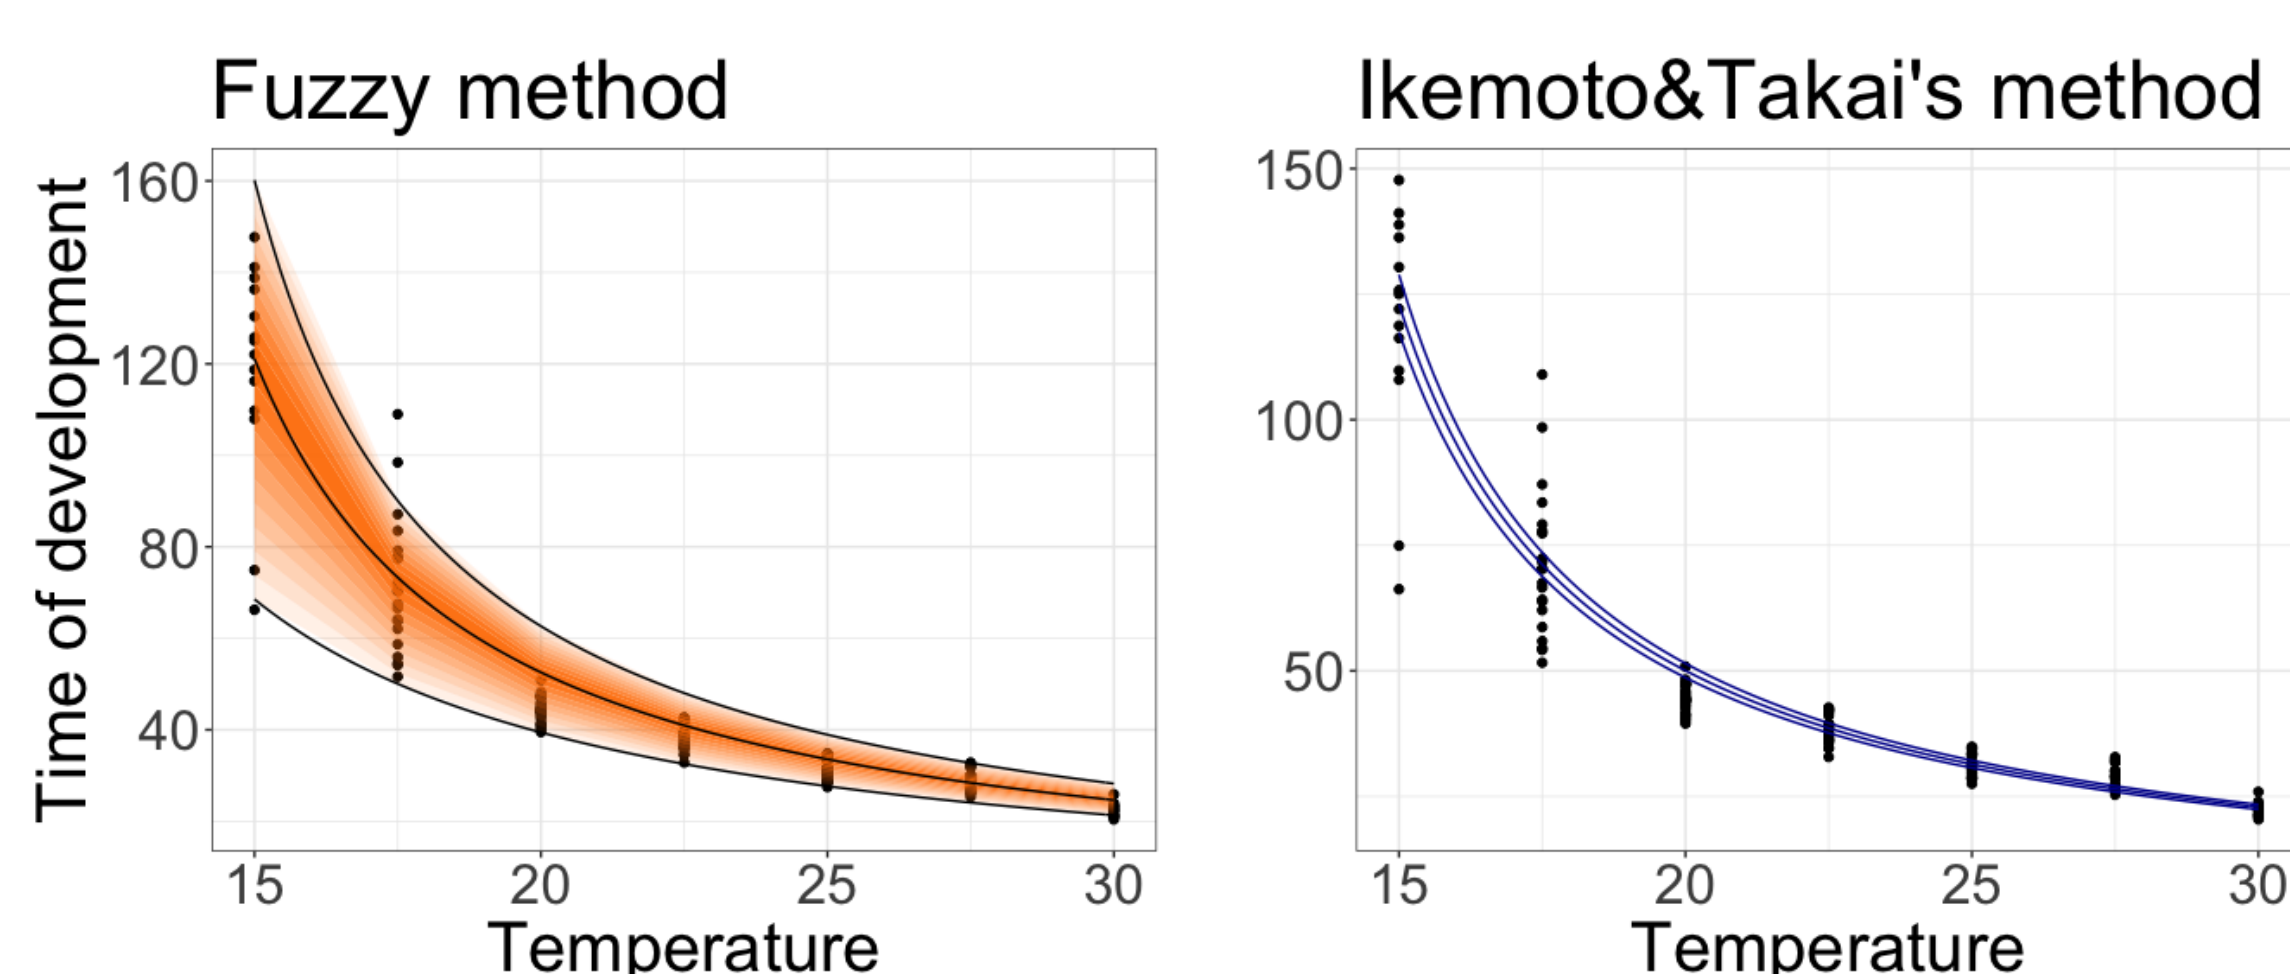 Fuzzy method
Time of development
160
120
80
40
15 20 25 30
Temperature
Ikemoto&Takai's method
150
100
50
15 20 25 30
Temperature